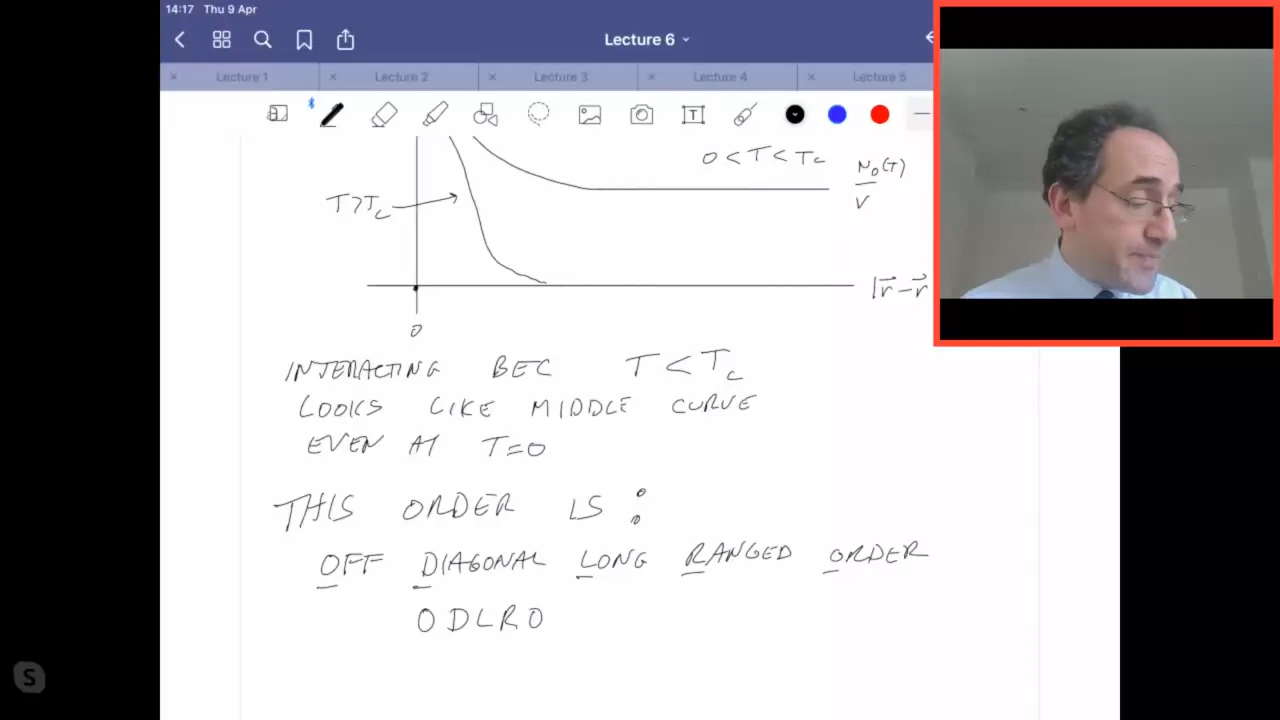 14:17 Thu 9 Apr
Lecture 6
Lecture 1 Lecture 2 Lecture 3 Lecture 4 Lecture 5
T
0 < T < Tc
N₀(T)
V
T > Tc
|r⃗ - r⃗
0
INTERACTING BEC T < Tc
LOOKS LIKE MIDDLE CURVE
EVEN AT T=0
THIS ORDER IS :
OFF DIAGONAL LONG RANGED ORDER
ODLRO
S